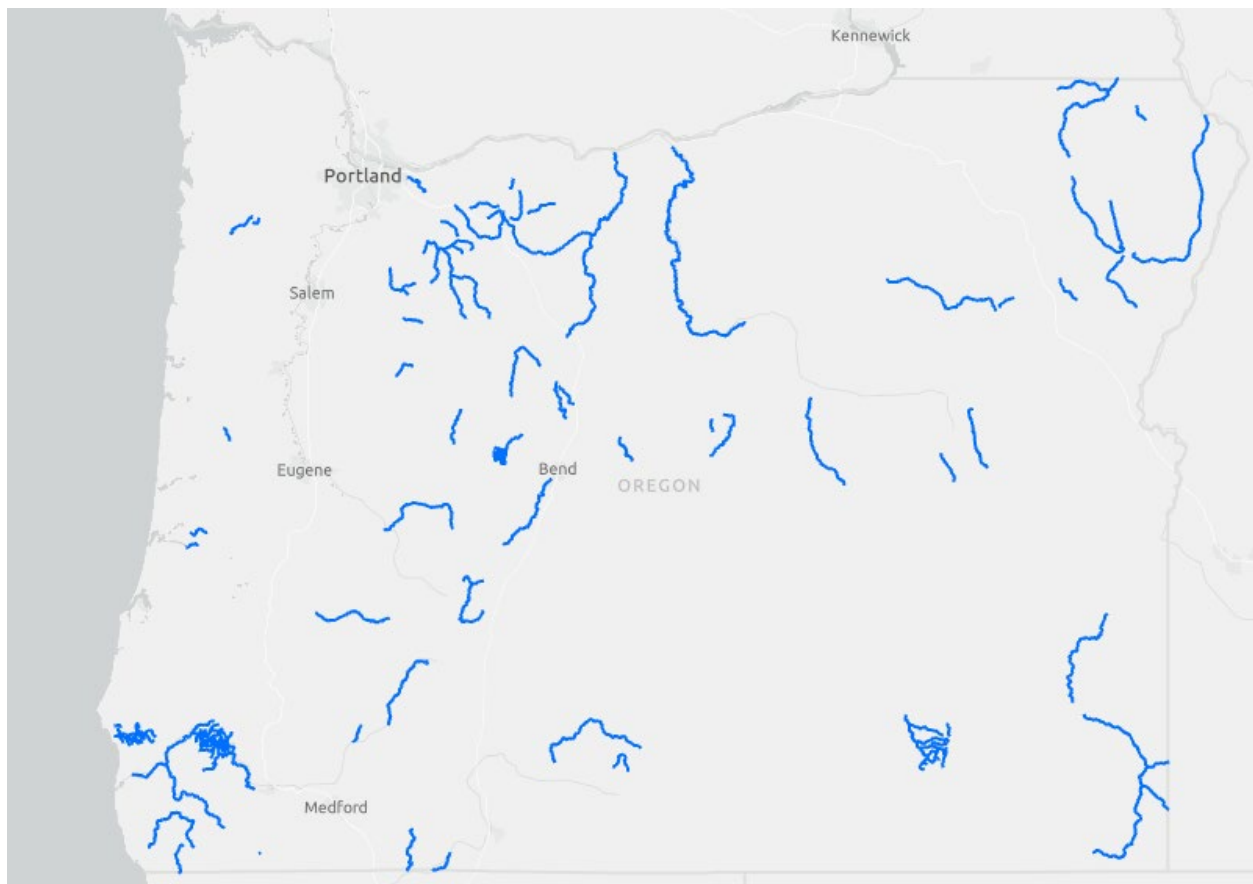 Kennewick
Portland
Salem
Eugene
Bend
OREGON
Medford